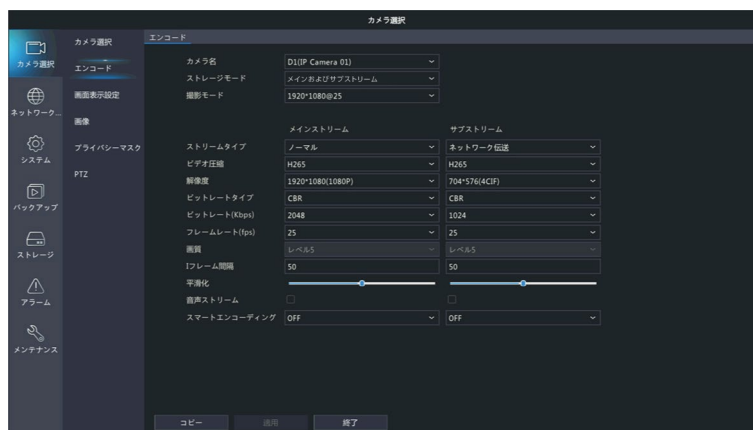 カメラ選択
カメラ選択
ネットワーク...
システム
バックアップ
ストレージ
アラーム
メンテナンス
カメラ選択
エンコード
画面表示設定
画像
プライバシーマスク
PTZ
エンコード
カメラ名 D1(IP Camera 01)
ストレージモード メインおよびサブストリーム
撮影モード 1920*1080@25
メインストリーム サブストリーム
ストリームタイプ ノーマル ネットワーク伝送
ビデオ圧縮 H265 H265
解像度 1920*1080(1080P) 704*576(4CIF)
ビットレートタイプ CBR CBR
ビットレート(Kbps) 2048 1024
フレームレート(fps) 25 25
画質 レベル5 レベル5
Iフレーム間隔 50 50
平滑化
音声ストリーム
スマートエンコーディング OFF OFF
コピー 適用 終了